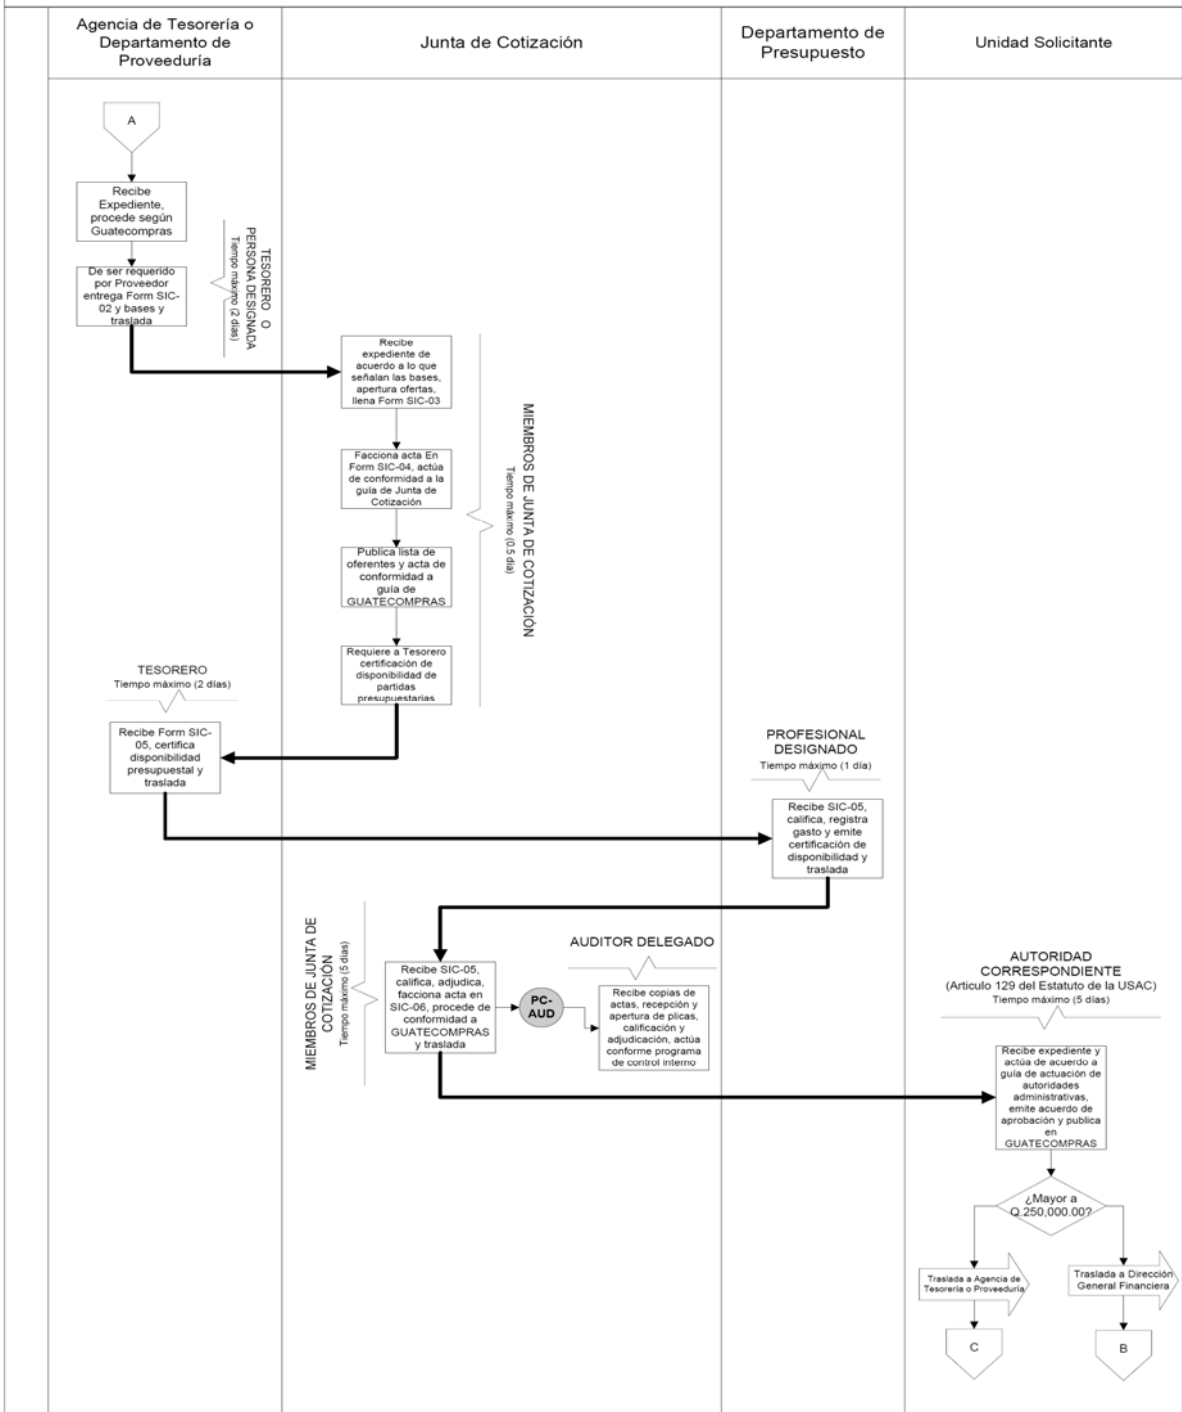 Agencia de Tesorería o
Departamento de
Proveeduría
Junta de Cotización
Departamento de
Presupuesto
Unidad Solicitante
A
Recibe
Expediente,
procede según
Guatecompras
De ser requerido
por Proveedor
entrega Form SIC-
02 y bases y
traslada
TESORERO O
PERSONA DESIGNADA
Tiempo máximo (2 días)
Recibe
expediente de
acuerdo a lo que
señalan las bases,
apertura ofertas,
llena Form SIC-03
Facciona acta En
Form SIC-04, actúa
de conformidad a la
guía de Junta de
Cotización
Publica lista de
oferentes y acta de
conformidad a
guía de
GUATECOMPRAS
Requiere a Tesorero
certificación de
disponibilidad de
partidas
presupuestarias
MIEMBROS DE JUNTA DE COTIZACIÓN
Tiempo máximo (0.5 día)
TESORERO
Tiempo máximo (2 días)
Recibe Form SIC-
05, certifica
disponibilidad
presupuestal y
traslada
PROFESIONAL
DESIGNADO
Tiempo máximo (1 día)
Recibe SIC-05,
califica, registra
gasto y emite
certificación de
disponibilidad y
traslada
MIEMBROS DE JUNTA DE
COTIZACIÓN
Tiempo máximo (5 días)
Recibe SIC-05,
califica, adjudica,
facciona acta en
SIC-06, procede de
conformidad a
GUATECOMPRAS
y traslada
PC-
AUD
AUDITOR DELEGADO
Recibe copias de
actas, recepción y
apertura de plicas,
calificación y
adjudicación, actúa
conforme programa
de control interno
AUTORIDAD
CORRESPONDIENTE
(Articulo 129 del Estatuto de la USAC)
Tiempo máximo (5 días)
Recibe expediente y
actúa de acuerdo a
guía de actuación de
autoridades
administrativas,
emite acuerdo de
aprobación y publica
en
GUATECOMPRAS
¿Mayor a
Q.250,000.00?
Traslada a Agencia de
Tesorería o Proveeduría
Traslada a Dirección
General Financiera
C
B